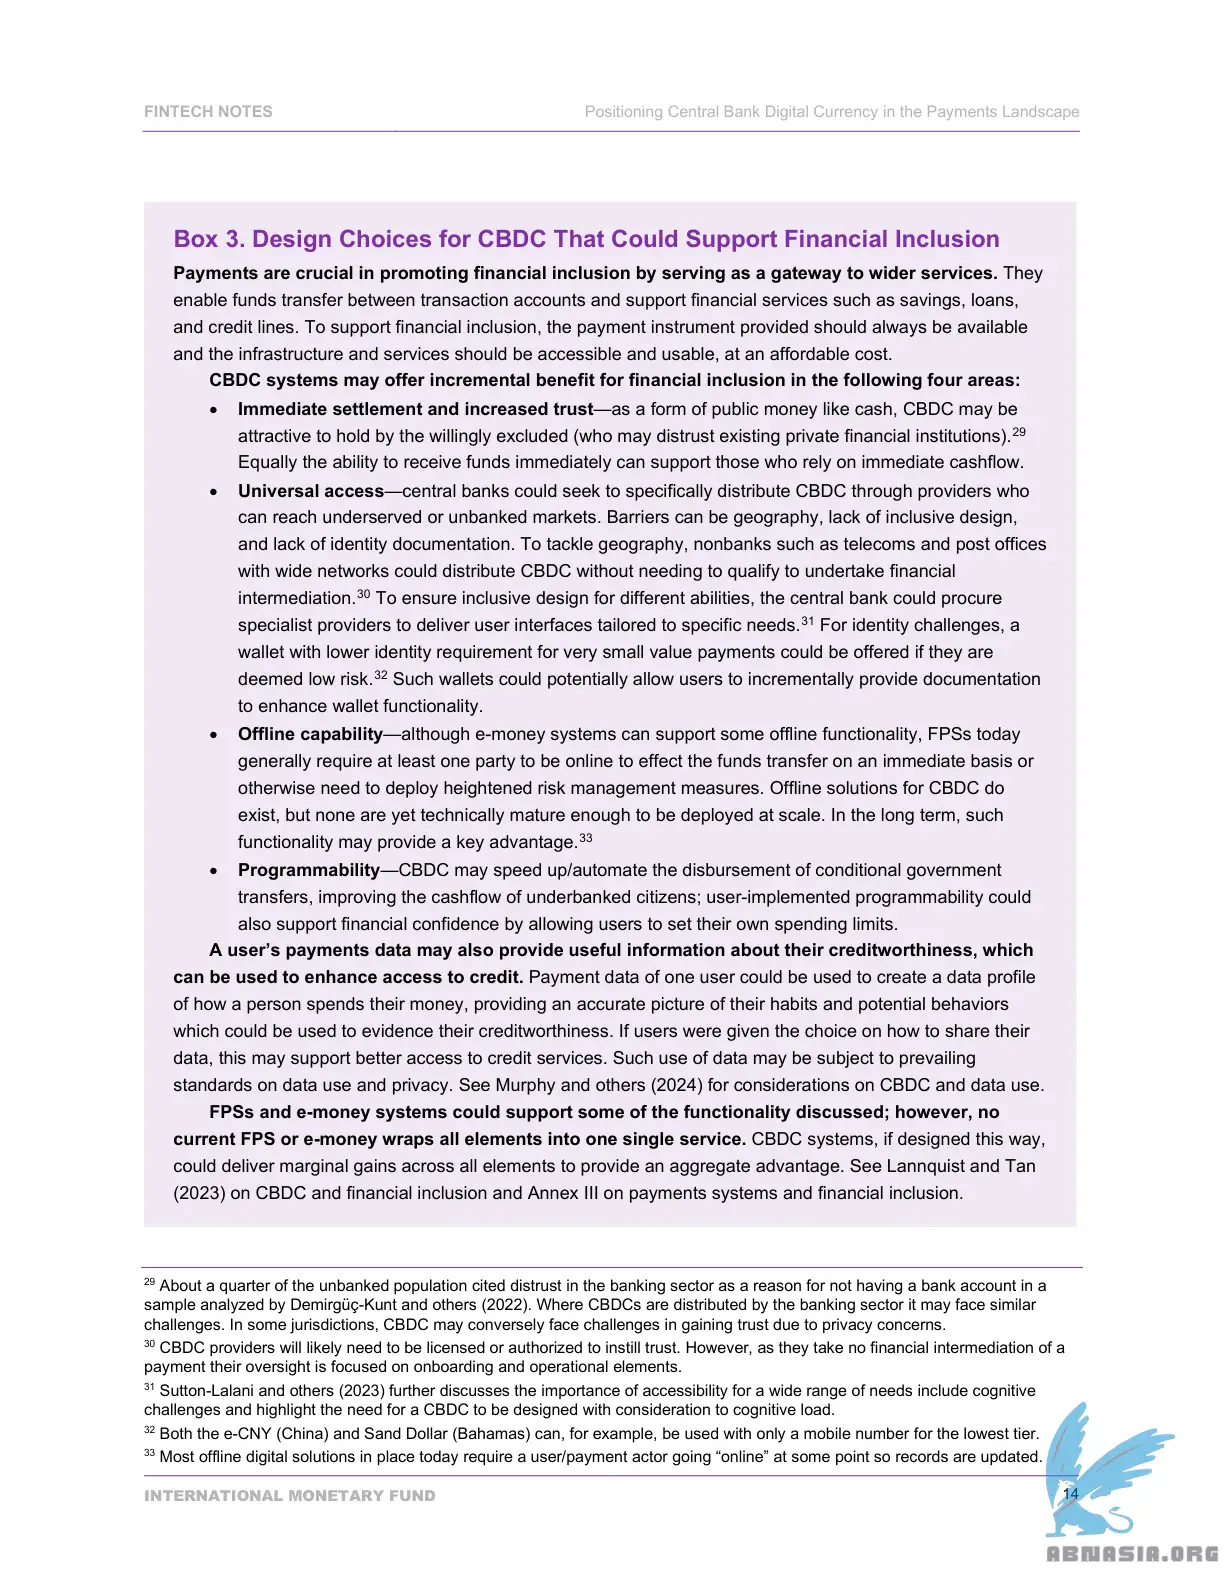 FINTECH NOTES Positioning Central Bank Digital Currency in the Payments Landscape
Box 3. Design Choices for CBDC That Could Support Financial Inclusion
Payments are crucial in promoting financial inclusion by serving as a gateway to wider services. They
enable funds transfer between transaction accounts and support financial services such as savings, loans,
and credit lines. To support financial inclusion, the payment instrument provided should always be available
and the infrastructure and services should be accessible and usable, at an affordable cost.
CBDC systems may offer incremental benefit for financial inclusion in the following four areas:
• Immediate settlement and increased trust—as a form of public money like cash, CBDC may be
attractive to hold by the willingly excluded (who may distrust existing private financial institutions).29
Equally the ability to receive funds immediately can support those who rely on immediate cashflow.
• Universal access—central banks could seek to specifically distribute CBDC through providers who
can reach underserved or unbanked markets. Barriers can be geography, lack of inclusive design,
and lack of identity documentation. To tackle geography, nonbanks such as telecoms and post offices
with wide networks could distribute CBDC without needing to qualify to undertake financial
intermediation.30 To ensure inclusive design for different abilities, the central bank could procure
specialist providers to deliver user interfaces tailored to specific needs.31 For identity challenges, a
wallet with lower identity requirement for very small value payments could be offered if they are
deemed low risk.32 Such wallets could potentially allow users to incrementally provide documentation
to enhance wallet functionality.
• Offline capability—although e-money systems can support some offline functionality, FPSs today
generally require at least one party to be online to effect the funds transfer on an immediate basis or
otherwise need to deploy heightened risk management measures. Offline solutions for CBDC do
exist, but none are yet technically mature enough to be deployed at scale. In the long term, such
functionality may provide a key advantage.33
• Programmability—CBDC may speed up/automate the disbursement of conditional government
transfers, improving the cashflow of underbanked citizens; user-implemented programmability could
also support financial confidence by allowing users to set their own spending limits.
A user’s payments data may also provide useful information about their creditworthiness, which
can be used to enhance access to credit. Payment data of one user could be used to create a data profile
of how a person spends their money, providing an accurate picture of their habits and potential behaviors
which could be used to evidence their creditworthiness. If users were given the choice on how to share their
data, this may support better access to credit services. Such use of data may be subject to prevailing
standards on data use and privacy. See Murphy and others (2024) for considerations on CBDC and data use.
FPSs and e-money systems could support some of the functionality discussed; however, no
current FPS or e-money wraps all elements into one single service. CBDC systems, if designed this way,
could deliver marginal gains across all elements to provide an aggregate advantage. See Lannquist and Tan
(2023) on CBDC and financial inclusion and Annex III on payments systems and financial inclusion.
29 About a quarter of the unbanked population cited distrust in the banking sector as a reason for not having a bank account in a
sample analyzed by Demirgüç-Kunt and others (2022). Where CBDCs are distributed by the banking sector it may face similar
challenges. In some jurisdictions, CBDC may conversely face challenges in gaining trust due to privacy concerns.
30 CBDC providers will likely need to be licensed or authorized to instill trust. However, as they take no financial intermediation of a
payment their oversight is focused on onboarding and operational elements.
31 Sutton-Lalani and others (2023) further discusses the importance of accessibility for a wide range of needs include cognitive
challenges and highlight the need for a CBDC to be designed with consideration to cognitive load.
32 Both the e-CNY (China) and Sand Dollar (Bahamas) can, for example, be used with only a mobile number for the lowest tier.
33 Most offline digital solutions in place today require a user/payment actor going “online” at some point so records are updated.
INTERNATIONAL MONETARY FUND 14
ABNASIA.ORG